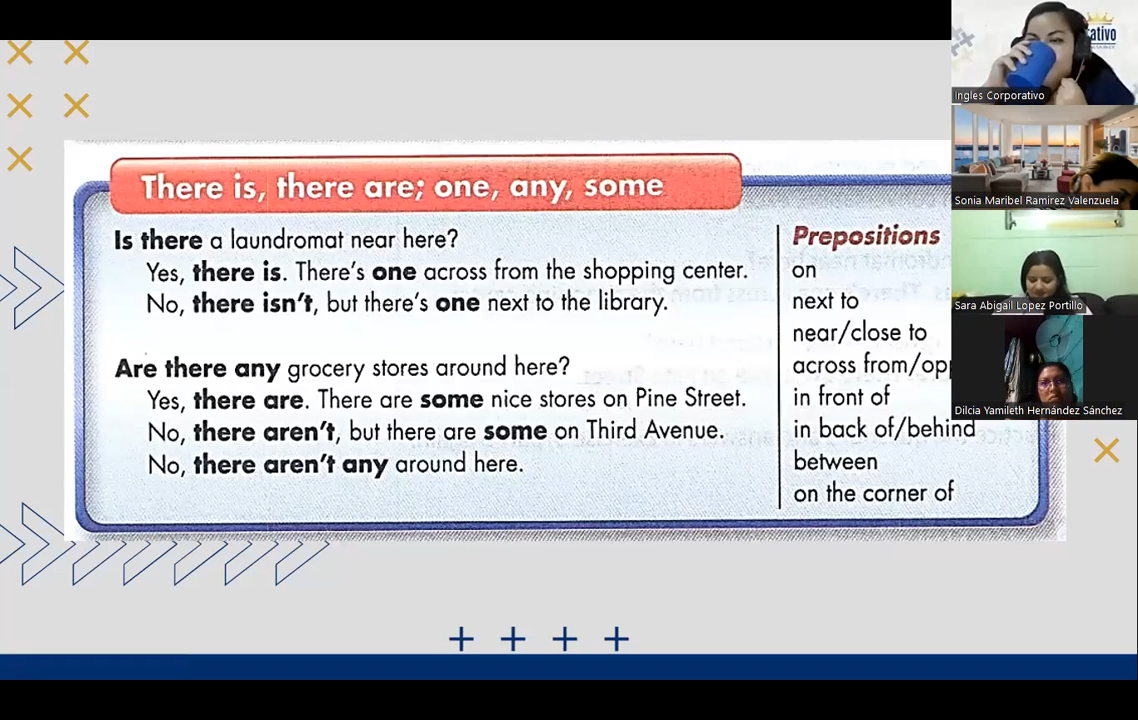 There is, there are; one, any, some
Is there a laundromat near here?
Yes, there is. There's one across from the shopping center.
No, there isn't, but there's one next to the library.
Are there any grocery stores around here?
Yes, there are. There are some nice stores on Pine Street.
No, there aren't, but there are some on Third Avenue.
No, there aren't any around here.
Prepositions
on
next to
near/close to
across from/opp
in front of
in back of/behind
between
on the corner of
ativo
Ingles Corporativo
Sonia Maribel Ramirez Valenzuela
Sara Abigail Lopez Portillo
Dilcia Yamileth Hernández Sánchez